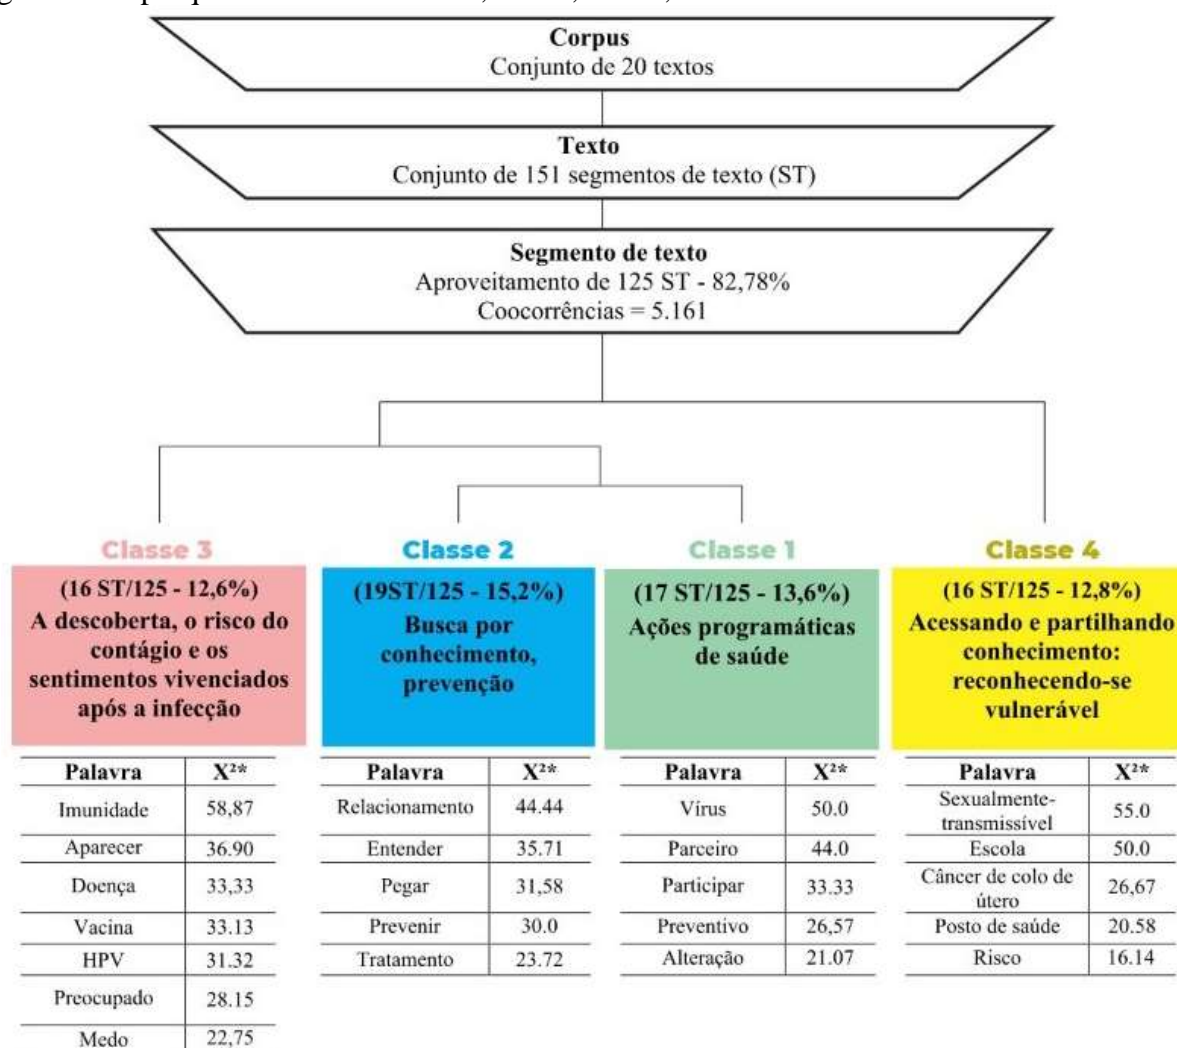 Corpus
Conjunto de 20 textos
Texto
Conjunto de 151 segmentos de texto (ST)
Segmento de texto
Aproveitamento de 125 ST - 82,78%
Coocorrências = 5.161
Classe 3
(16 ST/125 - 12,6%)
A descoberta, o risco do
contágio e os
sentimentos vivenciados
após a infecção
Palavra X²*
Imunidade 58,87
Aparecer 36.90
Doença 33,33
Vacina 33.13
HPV 31.32
Preocupado 28.15
Medo 22,75
Classe 2
(19ST/125 - 15,2%)
Busca por
conhecimento,
prevenção
Palavra X²*
Relacionamento 44.44
Entender 35.71
Pegar 31,58
Prevenir 30.0
Tratamento 23.72
Classe 1
(17 ST/125 - 13,6%)
Ações programáticas
de saúde
Palavra X²*
Vírus 50.0
Parceiro 44.0
Participar 33.33
Preventivo 26,57
Alteração 21.07
Classe 4
(16 ST/125 - 12,8%)
Acessando e partilhando
conhecimento:
reconhecendo-se
vulnerável
Palavra X²*
Sexualmente-
transmissível 55.0
Escola 50.0
Câncer de colo de
útero 26,67
Posto de saúde 20.58
Risco 16.14